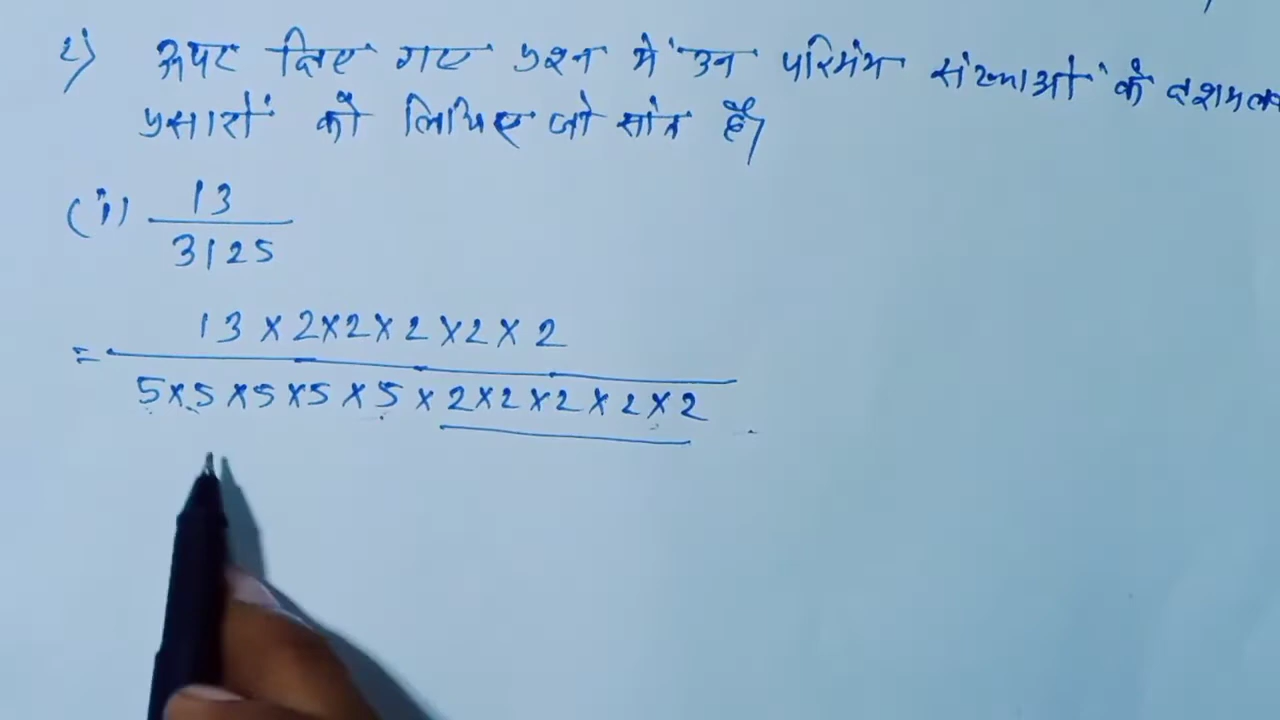 2) ऊपर दिए गए प्रश्न में उन परिमेय संख्याओं के दशमलव
प्रसारों को लिखिए जो सांत है।
(i) 13
3125
= 13 × 2 × 2 × 2 × 2 × 2
5 × 5 × 5 × 5 × 5 × 2 × 2 × 2 × 2 × 2